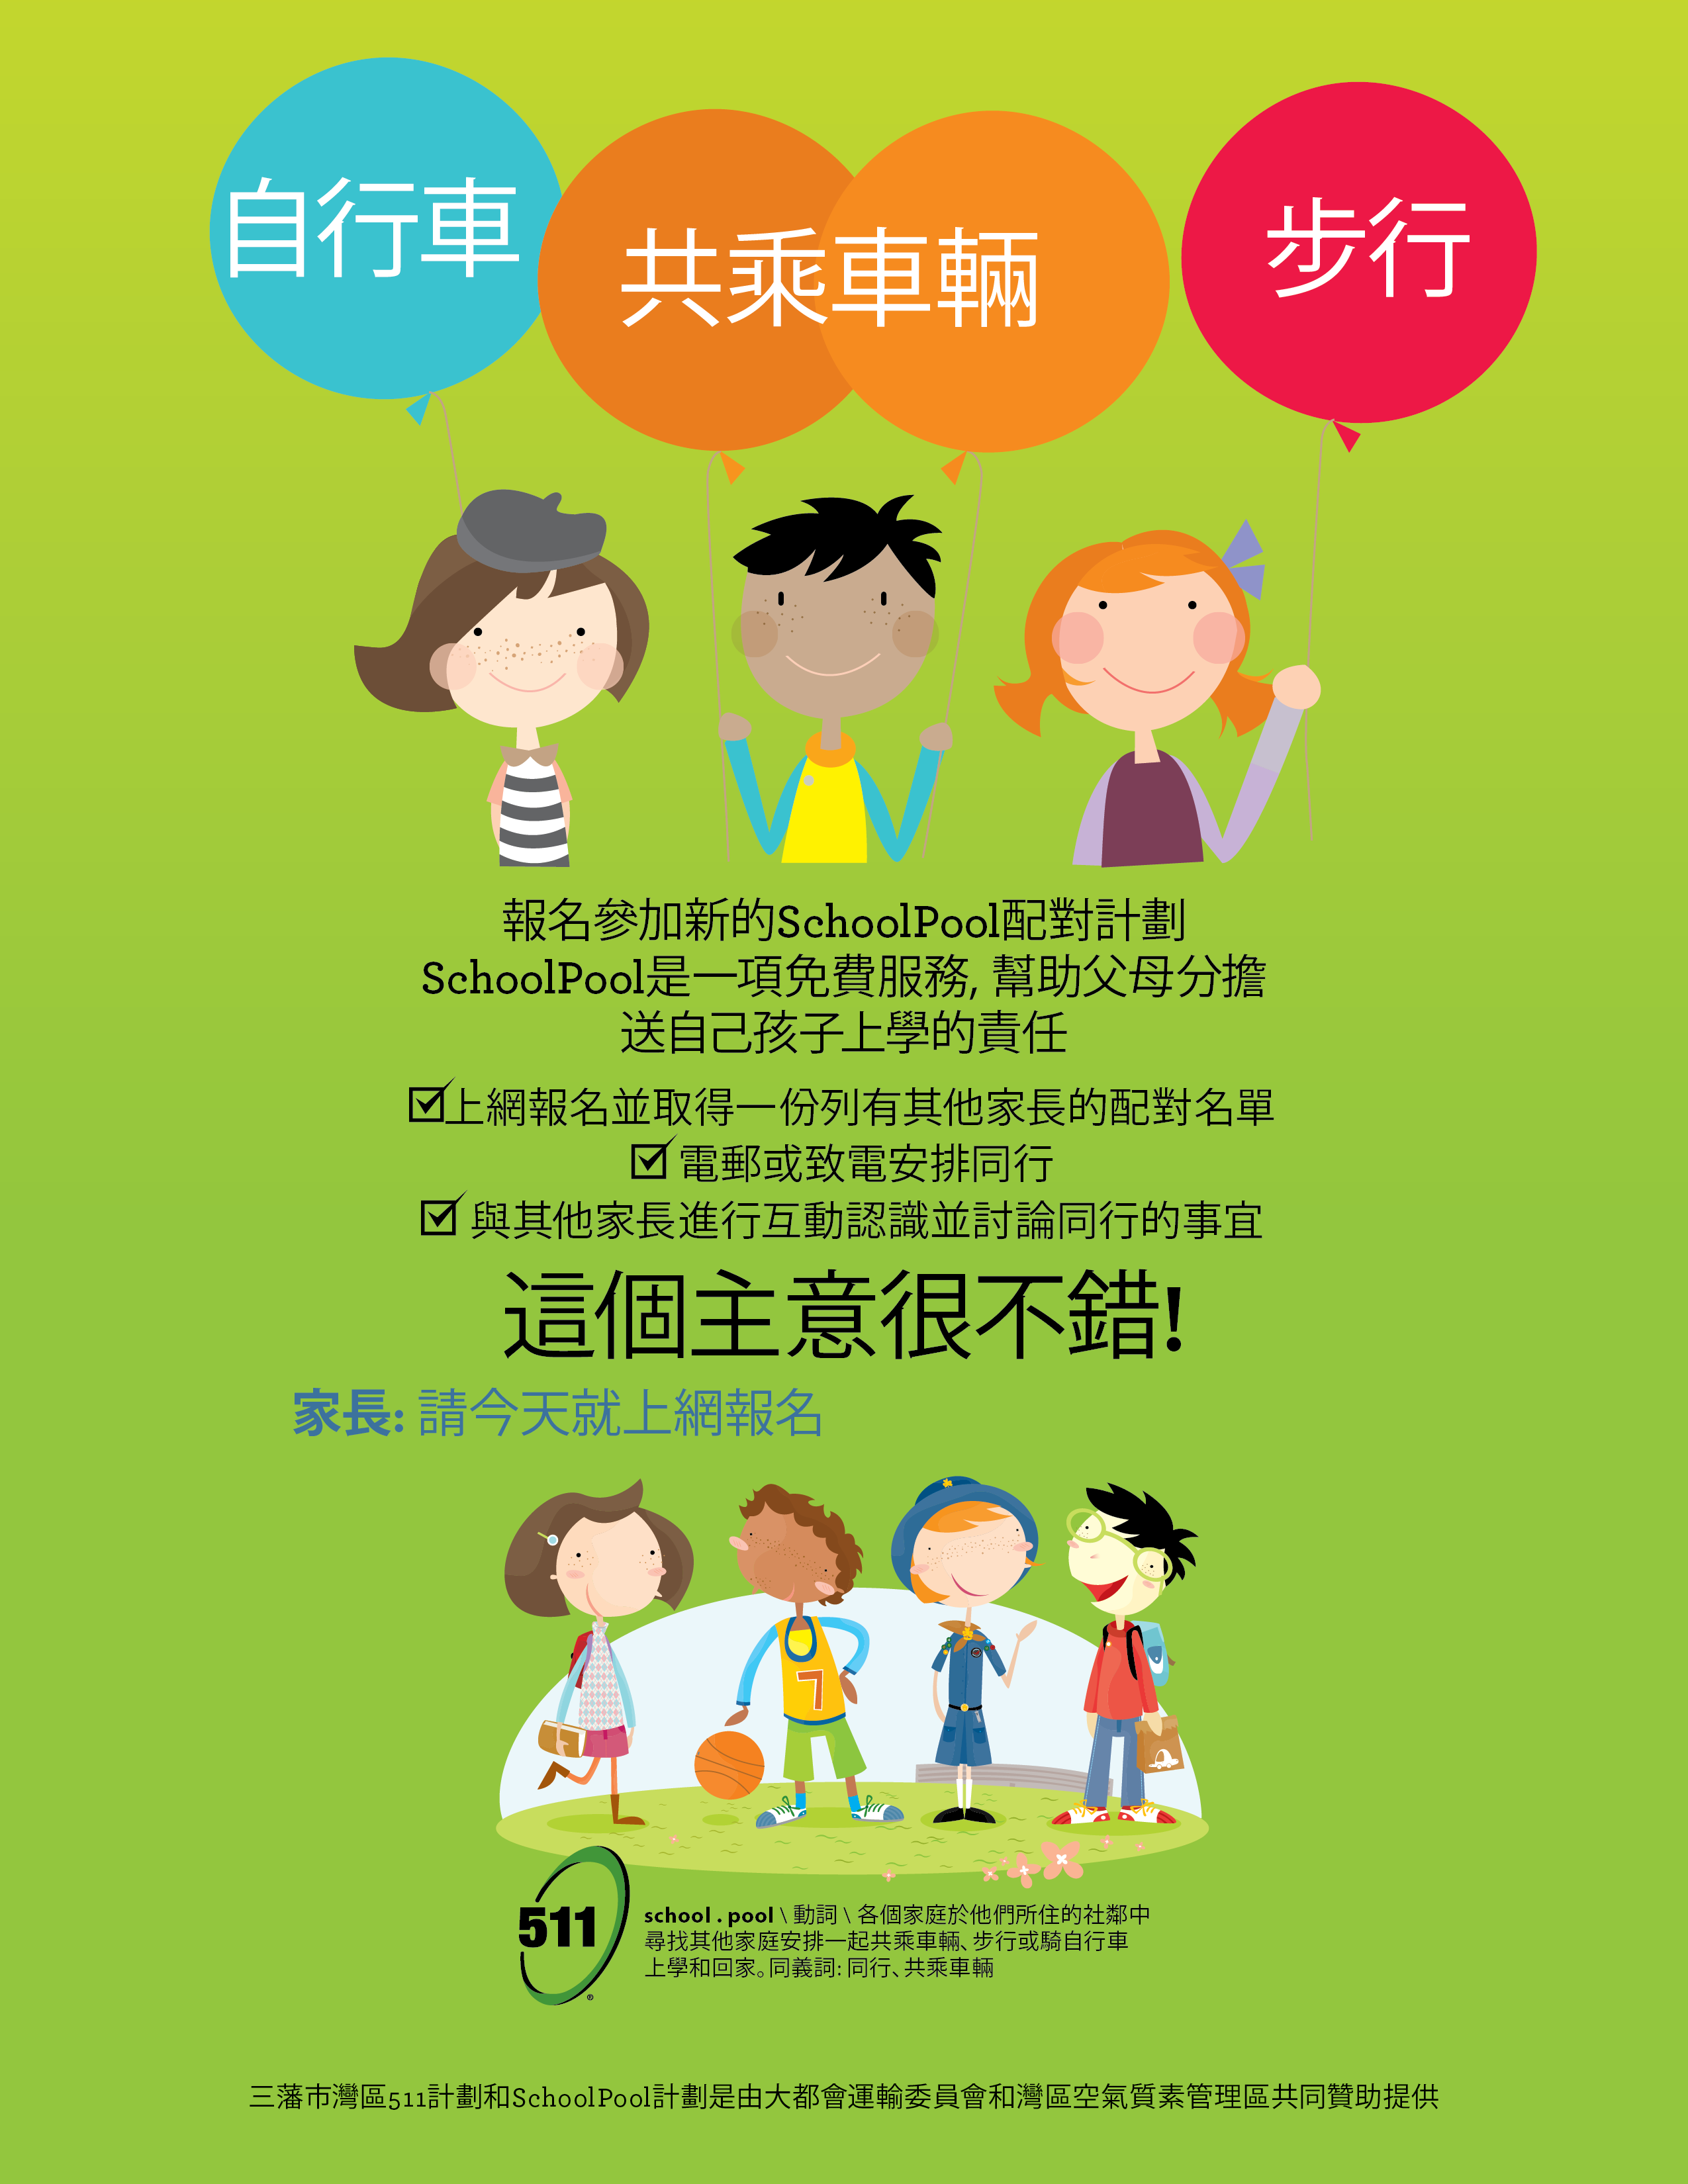 自行車
共乘車輛
步行
報名參加新的SchoolPool配對計劃
SchoolPool是一項免費服務, 幫助父母分擔
送自己孩子上學的責任
上網報名並取得一份列有其他家長的配對名單
電郵或致電安排同行
與其他家長進行互動認識並討論同行的事宜
這個主意很不錯!
家長: 請今天就上網報名
7
511
®
school . pool \ 動詞 \ 各個家庭於他們所住的社鄰中
尋找其他家庭安排一起共乘車輛、步行或騎自行車
上學和回家。同義詞: 同行、共乘車輛
三藩市灣區511計劃和SchoolPool計劃是由大都會運輸委員會和灣區空氣質素管理區共同贊助提供